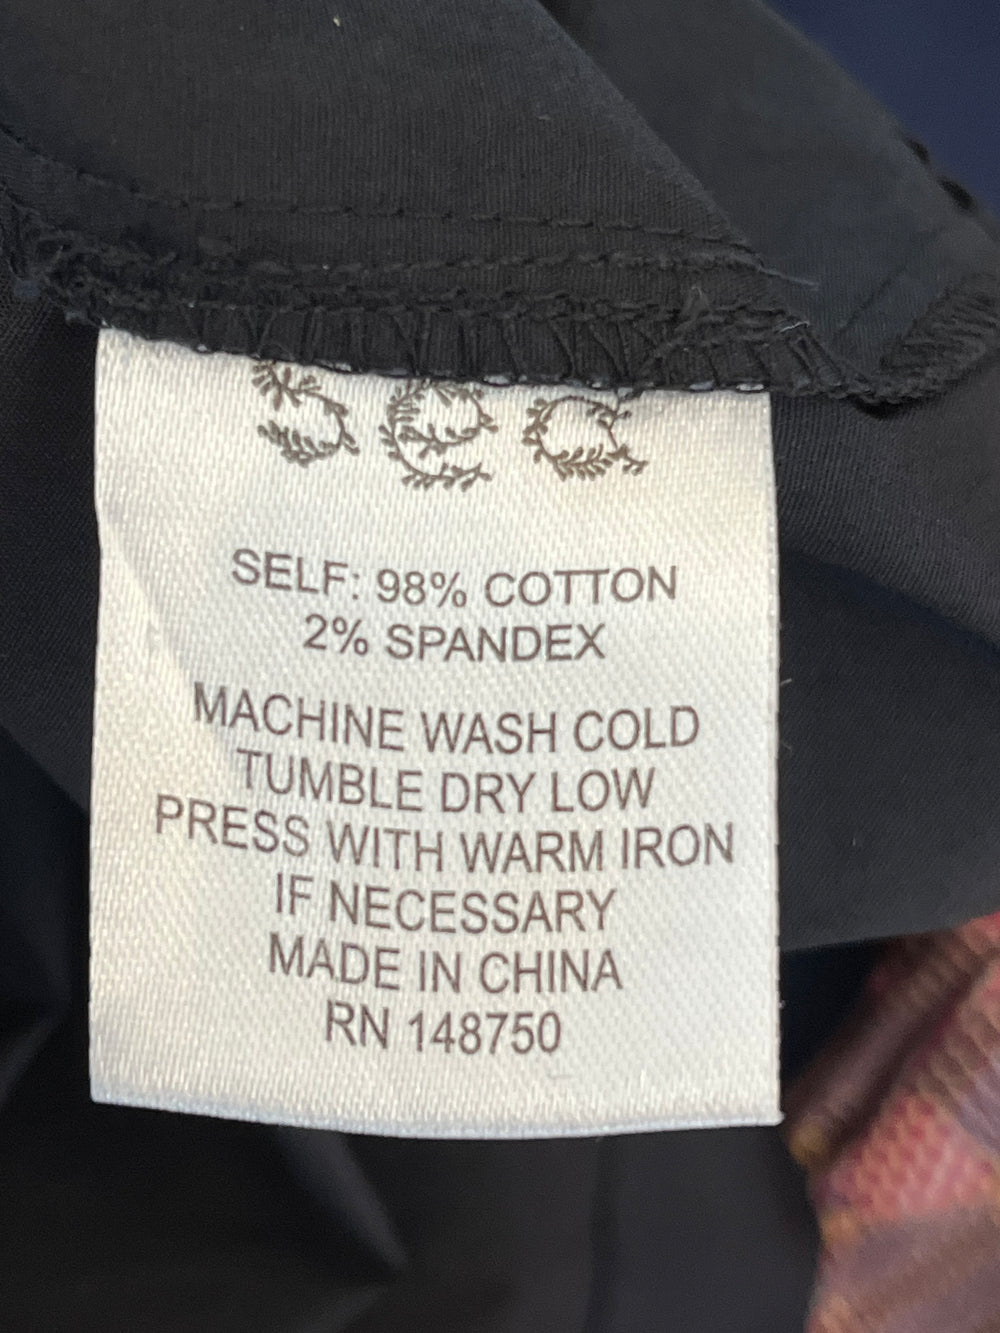 SELF: 98% COTTON
2% SPANDEX
MACHINE WASH COLD
TUMBLE DRY LOW
PRESS WITH WARM IRON
IF NECESSARY
MADE IN CHINA
RN 148750